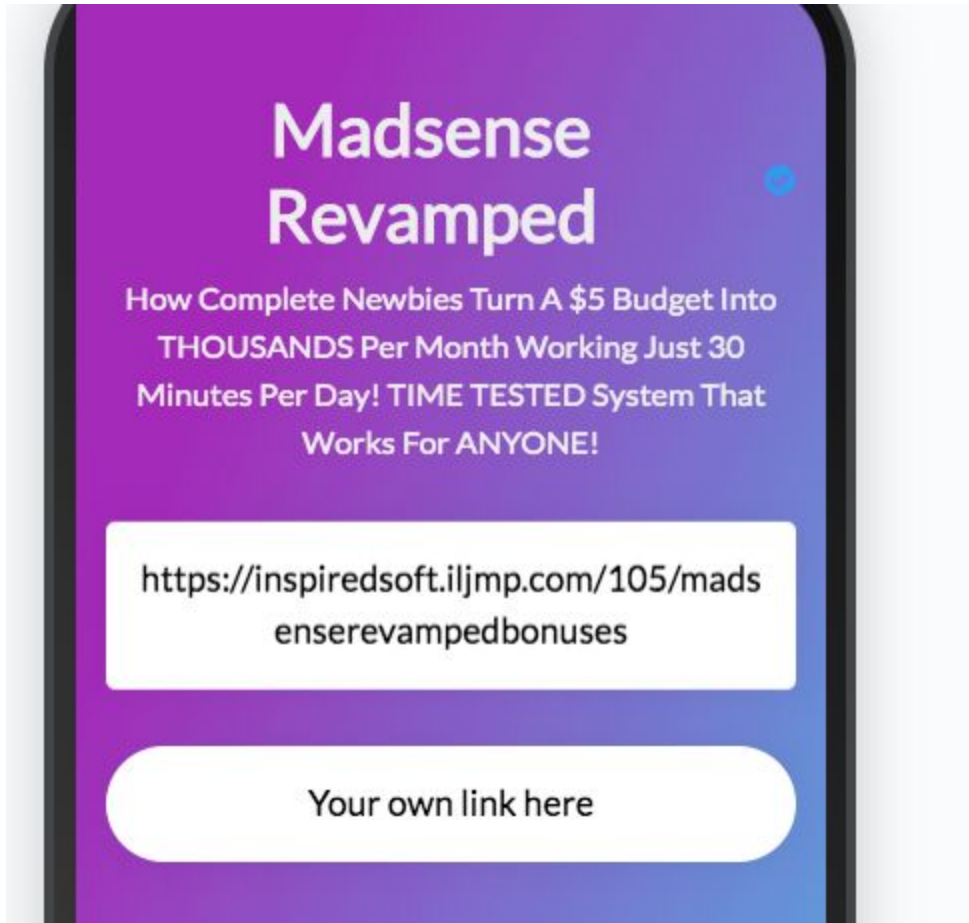 Madsense
Revamped
How Complete Newbies Turn A $5 Budget Into
THOUSANDS Per Month Working Just 30
Minutes Per Day! TIME TESTED System That
Works For ANYONE!
https://inspiredsoft.iljmp.com/105/mads
enserevampedbonuses
Your own link here